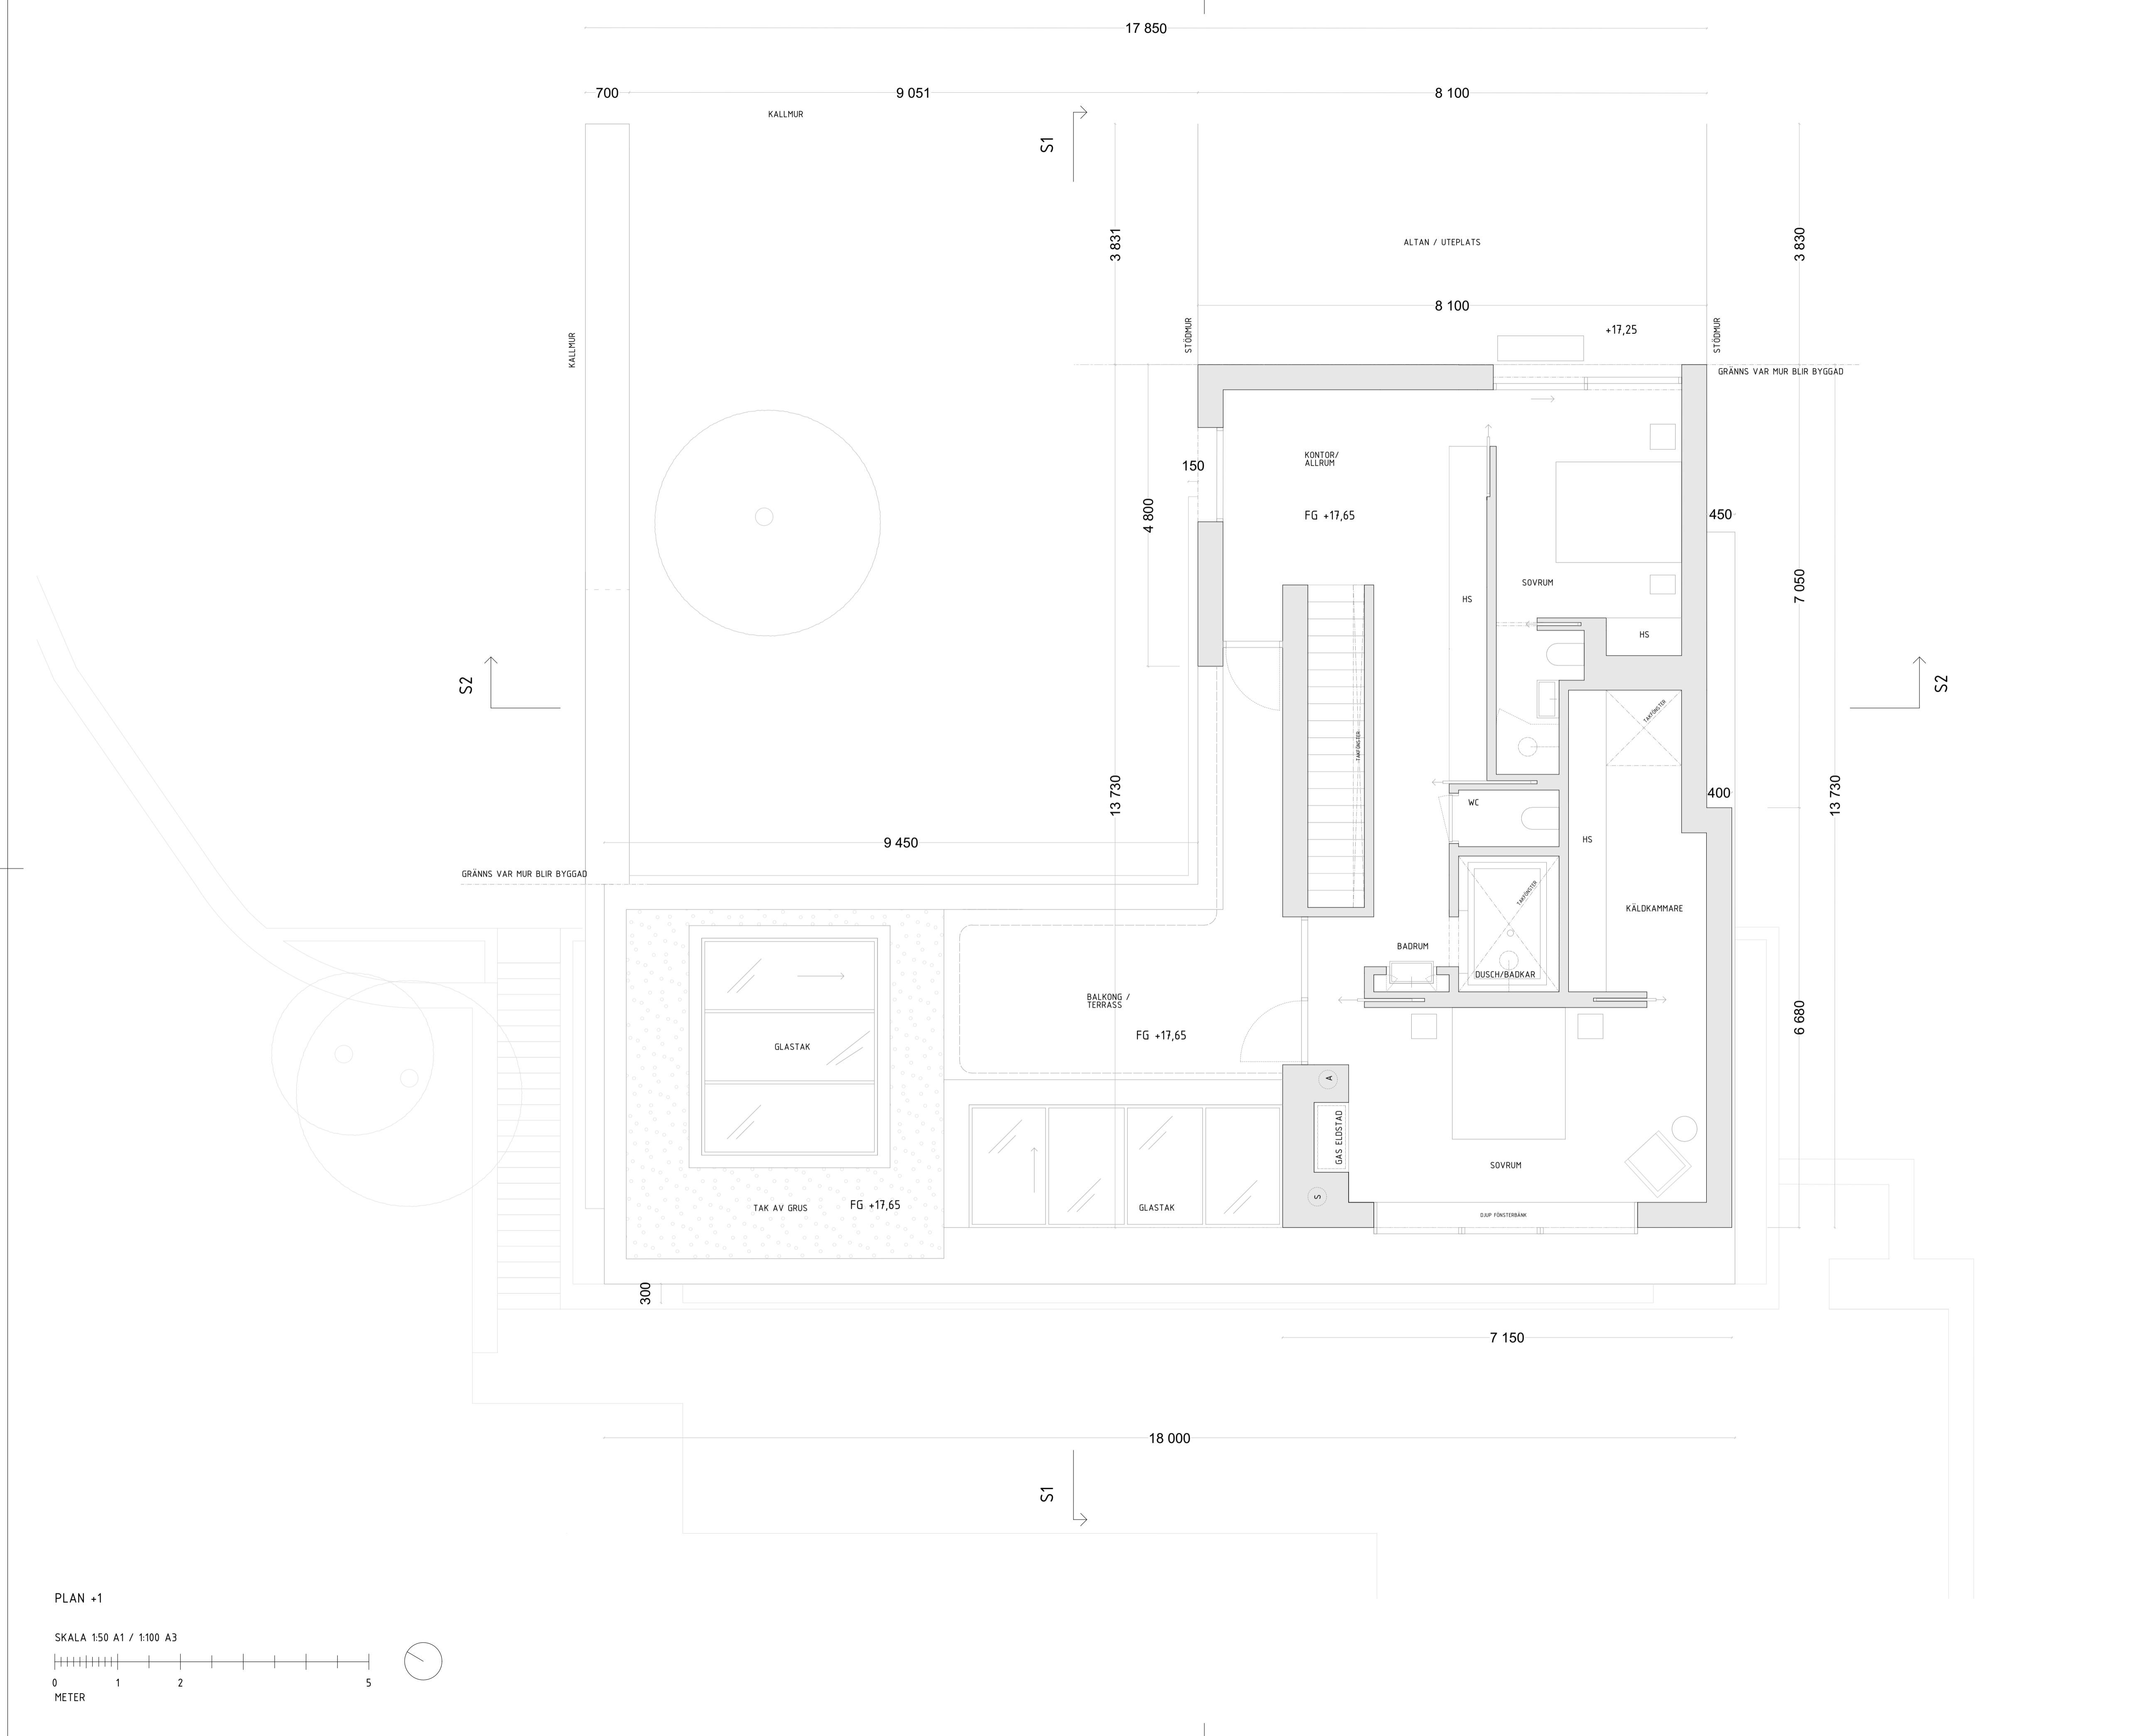 17 850
700
9 051
8 100
KALLMUR
S1
3 831
3 830
ALTAN / UTEPLATS
8 100
+17,25
KALLMUR
STÖDMUR
STÖDMUR
GRÄNNS VAR MUR BLIR BYGGAD
KONTOR/
ALLRUM
150
4 800
FG +17,65
450
SOVRUM
7 050
HS
HS
S2
S2
TAKFÖNSTER
TAKFÖNSTER
13 730
400
13 730
WC
9 450
HS
GRÄNNS VAR MUR BLIR BYGGAD
TAKFÖNSTER
KÄLDKAMMARE
BADRUM
DUSCH/BADKAR
BALKONG /
TERRASS
FG +17,65
6 680
GLASTAK
A
GAS ELDSTAD
SOVRUM
S
TAK AV GRUS
FG +17,65
GLASTAK
DJUP FÖNSTERBÄNK
300
7 150
18 000
S1
PLAN +1
SKALA 1:50 A1 / 1:100 A3
0 1 2 5
METER